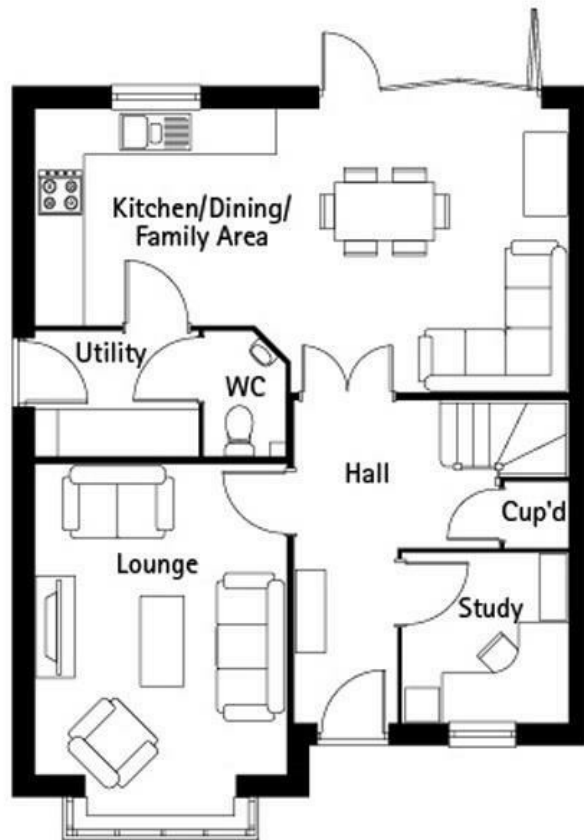 Kitchen/Dining/
Family Area
Utility
WC
Hall
Cup'd
Lounge
Study